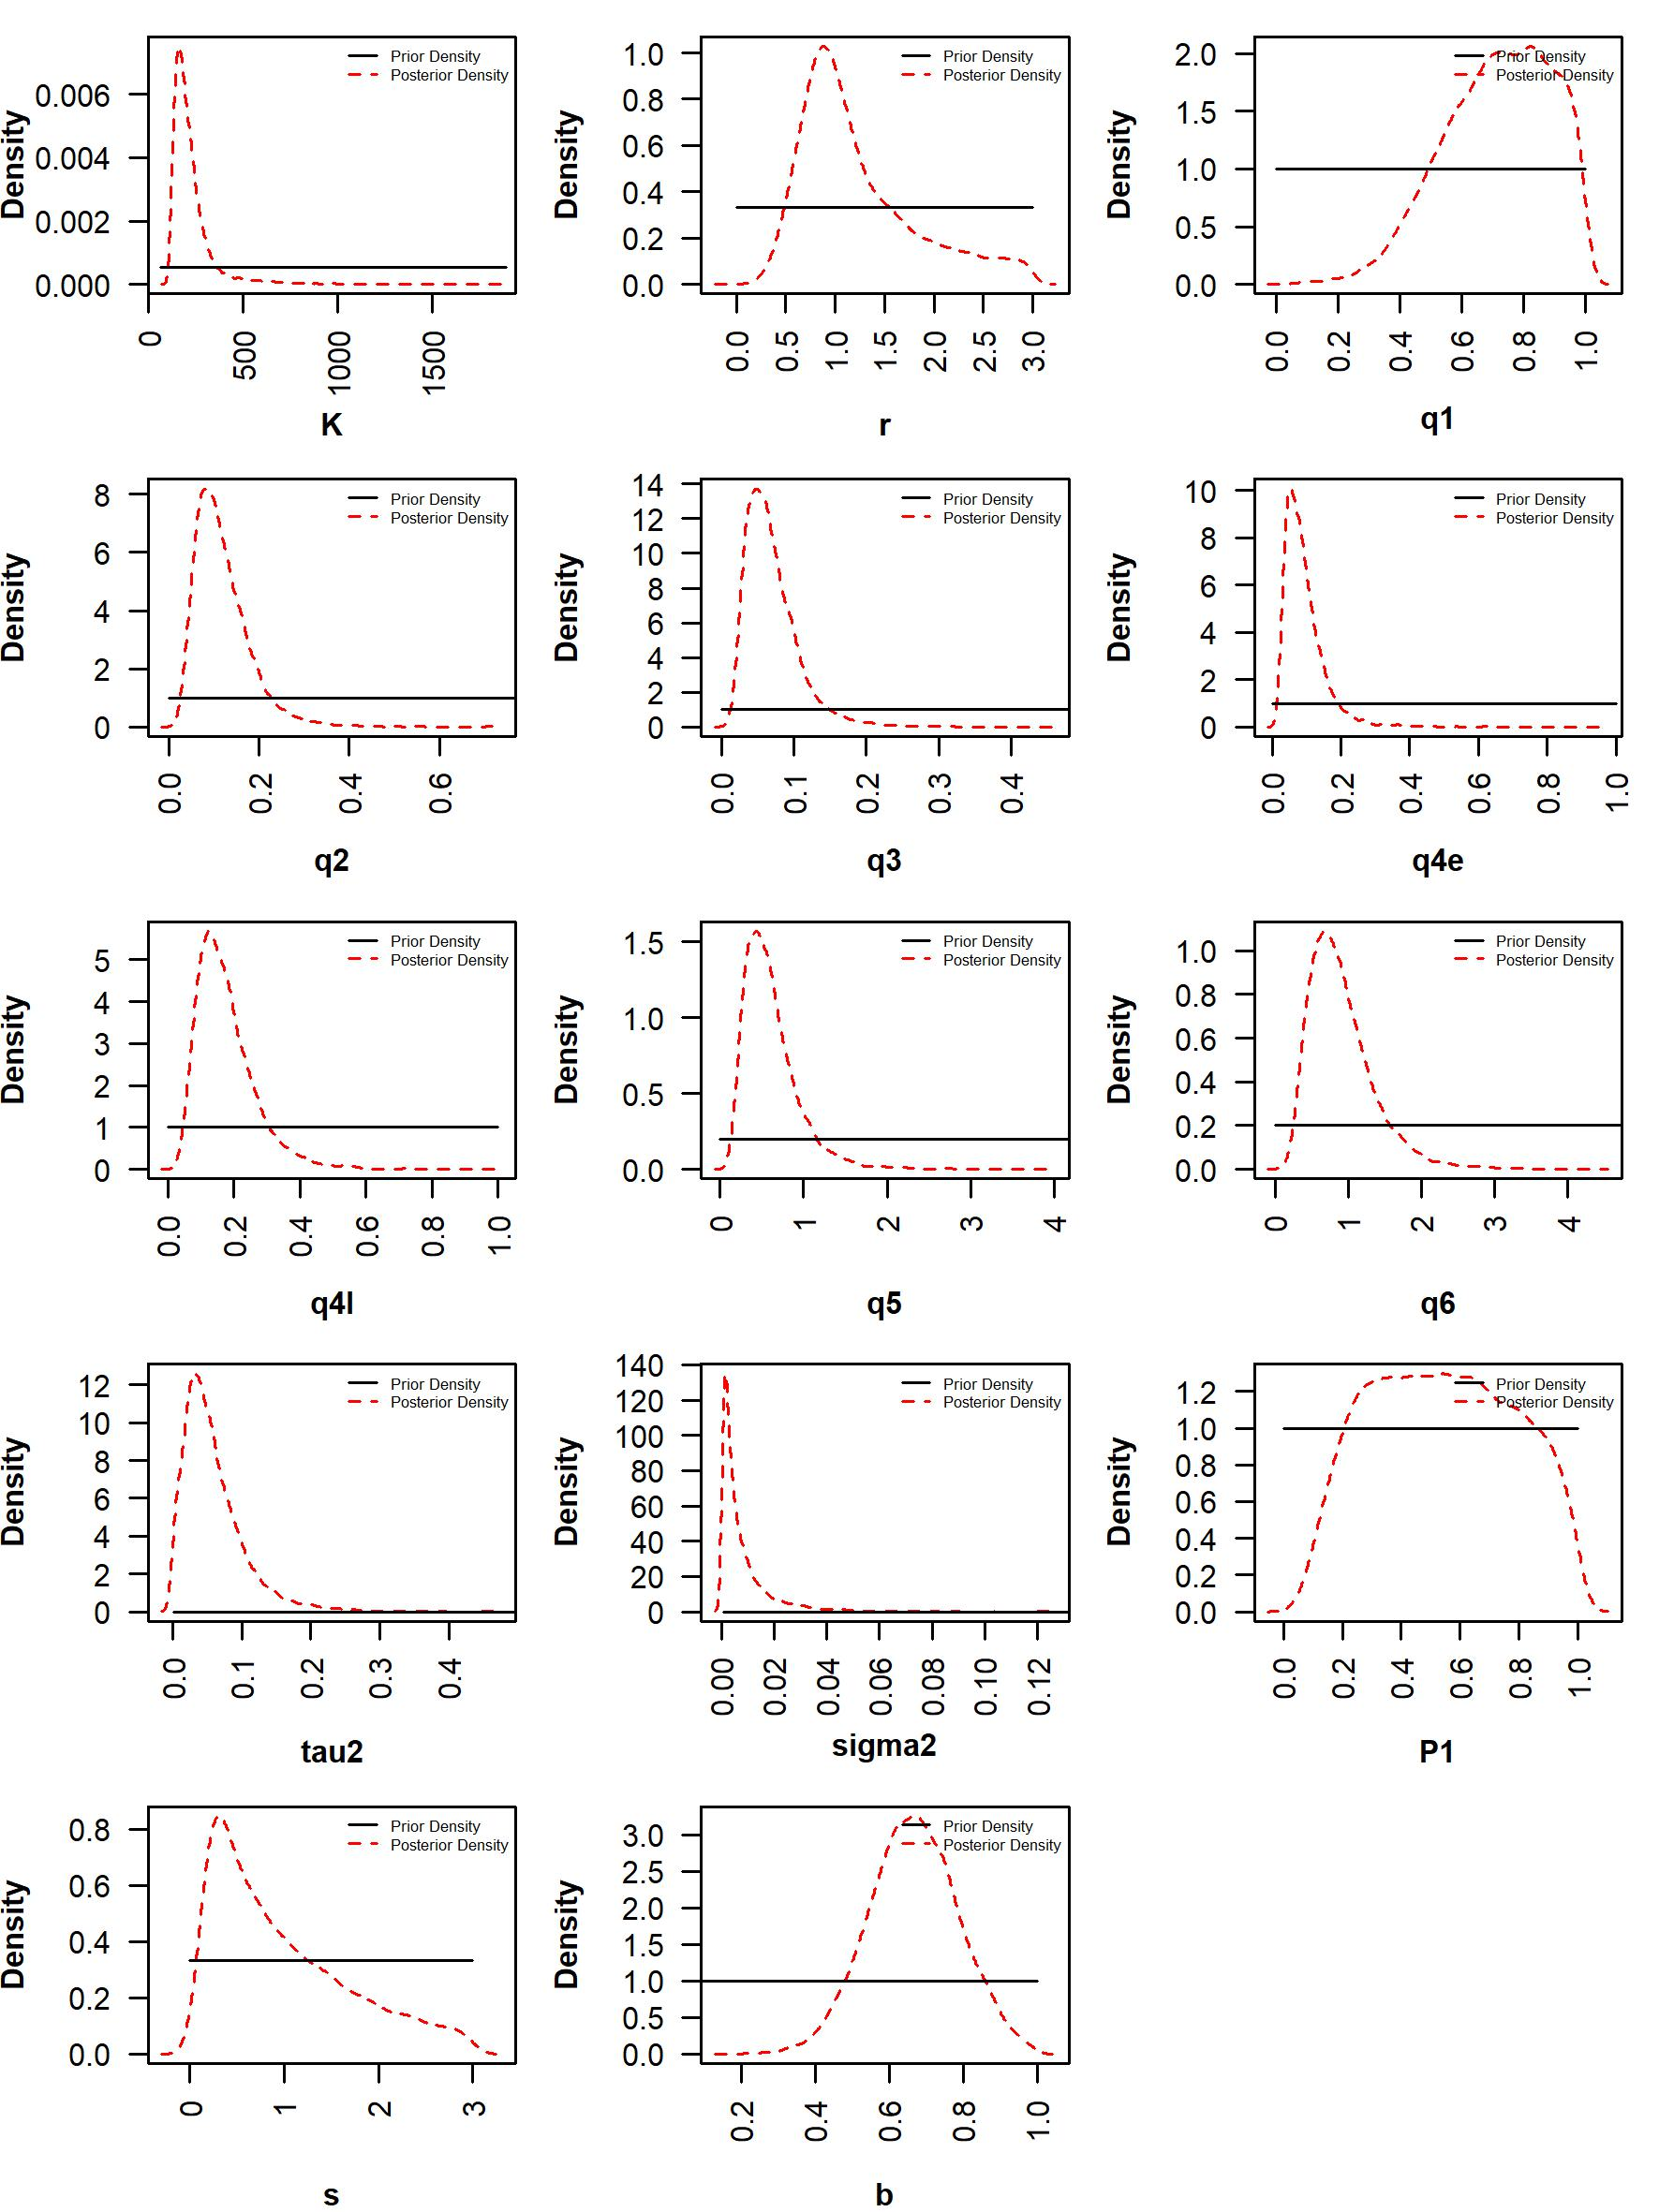 Prior Density
Posterior Density
Density
0.006
0.004
0.002
0.000
0
500
1000
1500
K
Prior Density
Posterior Density
Density
1.0
0.8
0.6
0.4
0.2
0.0
0.0
0.5
1.0
1.5
2.0
2.5
3.0
r
Prior Density
Posterior Density
Density
2.0
1.5
1.0
0.5
0.0
0.0
0.2
0.4
0.6
0.8
1.0
q1
Prior Density
Posterior Density
Density
8
6
4
2
0
0.0
0.2
0.4
0.6
q2
Prior Density
Posterior Density
Density
14
12
10
8
6
4
2
0
0.0
0.1
0.2
0.3
0.4
q3
Prior Density
Posterior Density
Density
10
8
6
4
2
0
0.0
0.2
0.4
0.6
0.8
1.0
q4e
Prior Density
Posterior Density
Density
5
4
3
2
1
0
0.0
0.2
0.4
0.6
0.8
1.0
q4l
Prior Density
Posterior Density
Density
1.5
1.0
0.5
0.0
0
1
2
3
4
q5
Prior Density
Posterior Density
Density
1.0
0.8
0.6
0.4
0.2
0.0
0
1
2
3
4
q6
Prior Density
Posterior Density
Density
12
10
8
6
4
2
0
0.0
0.1
0.2
0.3
0.4
tau2
Prior Density
Posterior Density
Density
140
120
100
80
60
40
20
0
0.00
0.02
0.04
0.06
0.08
0.10
0.12
sigma2
Prior Density
Posterior Density
Density
1.2
1.0
0.8
0.6
0.4
0.2
0.0
0.0
0.2
0.4
0.6
0.8
1.0
P1
Prior Density
Posterior Density
Density
0.8
0.6
0.4
0.2
0.0
0
1
2
3
s
Prior Density
Posterior Density
Density
3.0
2.5
2.0
1.5
1.0
0.5
0.0
0.2
0.4
0.6
0.8
1.0
b